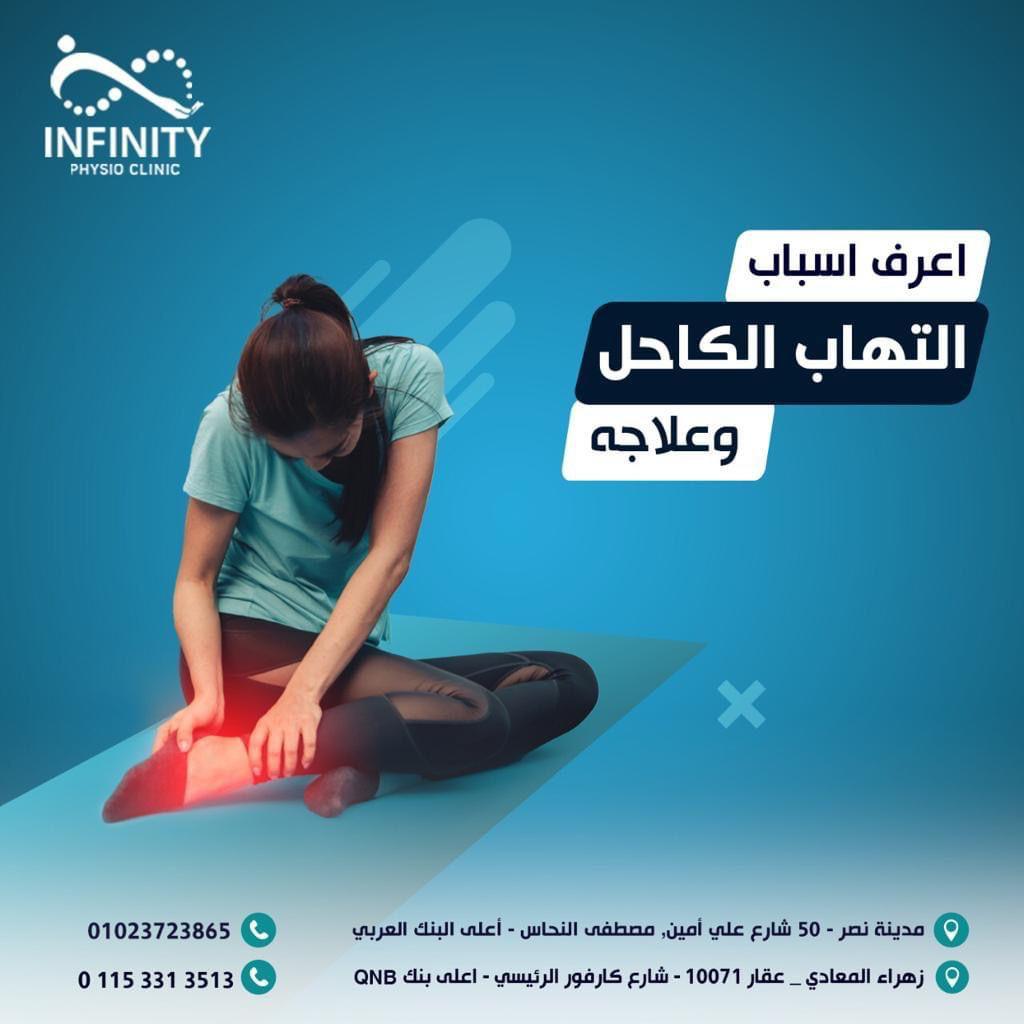 INFINITY
PHYSIO CLINIC
اعرف اسباب
التهاب الكاحل
وعلاجه
مدينة نصر - 50 شارع علي أمين, مصطفى النحاس - أعلى البنك العربي
01023723865
زهراء المعادي _ عقار 10071 - شارع كارفور الرئيسي - اعلى بنك QNB
0 115 331 3513